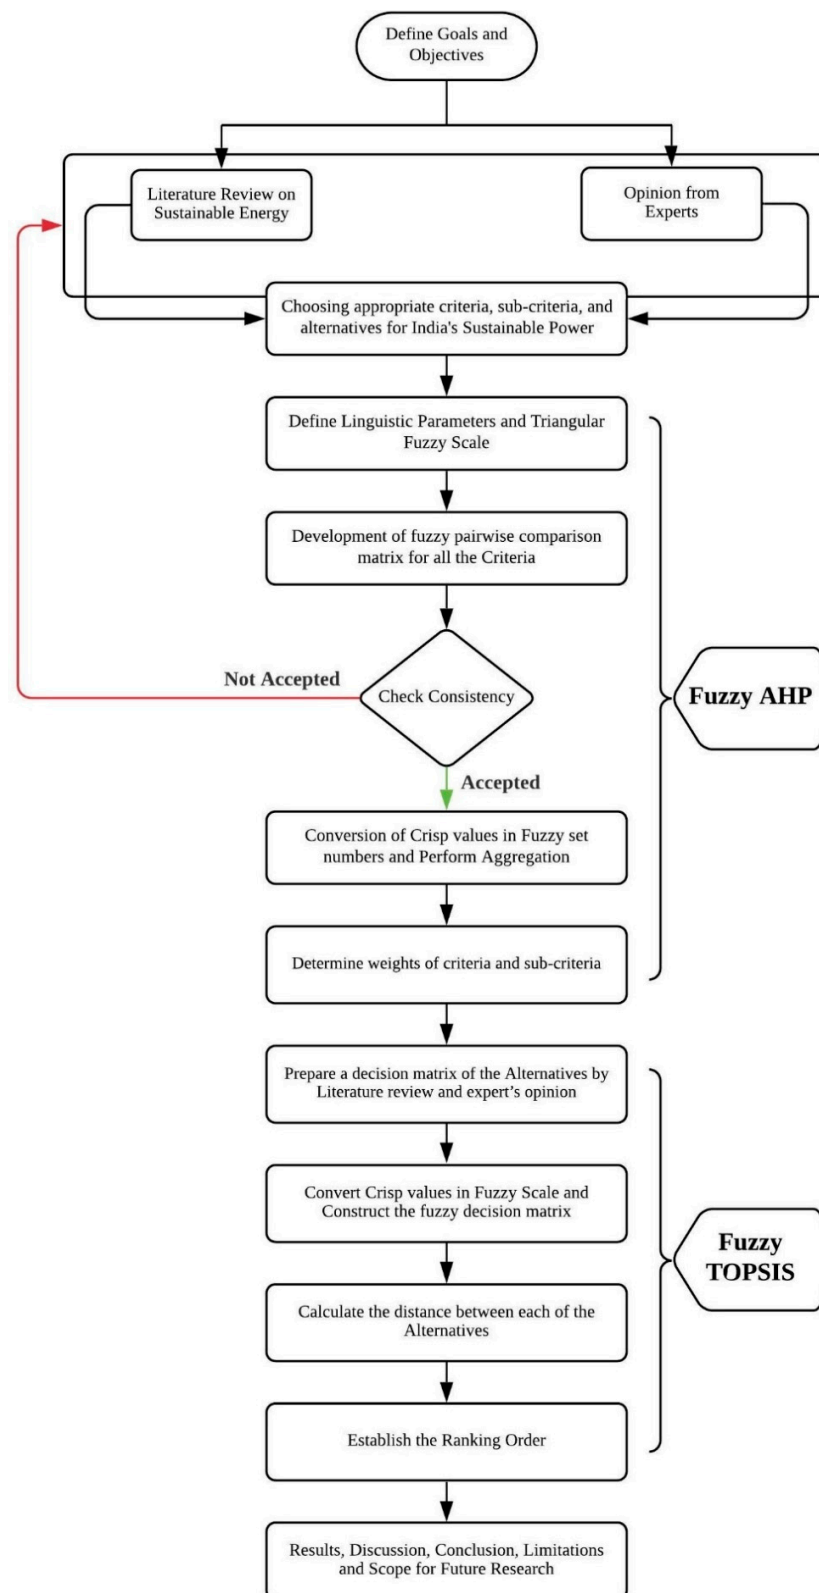 Define Goals and
Objectives
Literature Review on
Sustainable Energy
Opinion from
Experts
Choosing appropriate criteria, sub-criteria, and
alternatives for India's Sustainable Power
Define Linguistic Parameters and Triangular
Fuzzy Scale
Development of fuzzy pairwise comparison
matrix for all the Criteria
Not Accepted
Check Consistency
Fuzzy AHP
Accepted
Conversion of Crisp values in Fuzzy set
numbers and Perform Aggregation
Determine weights of criteria and sub-criteria
Prepare a decision matrix of the Alternatives by
Literature review and expert’s opinion
Convert Crisp values in Fuzzy Scale and
Construct the fuzzy decision matrix
Fuzzy
TOPSIS
Calculate the distance between each of the
Alternatives
Establish the Ranking Order
Results, Discussion, Conclusion, Limitations
and Scope for Future Research